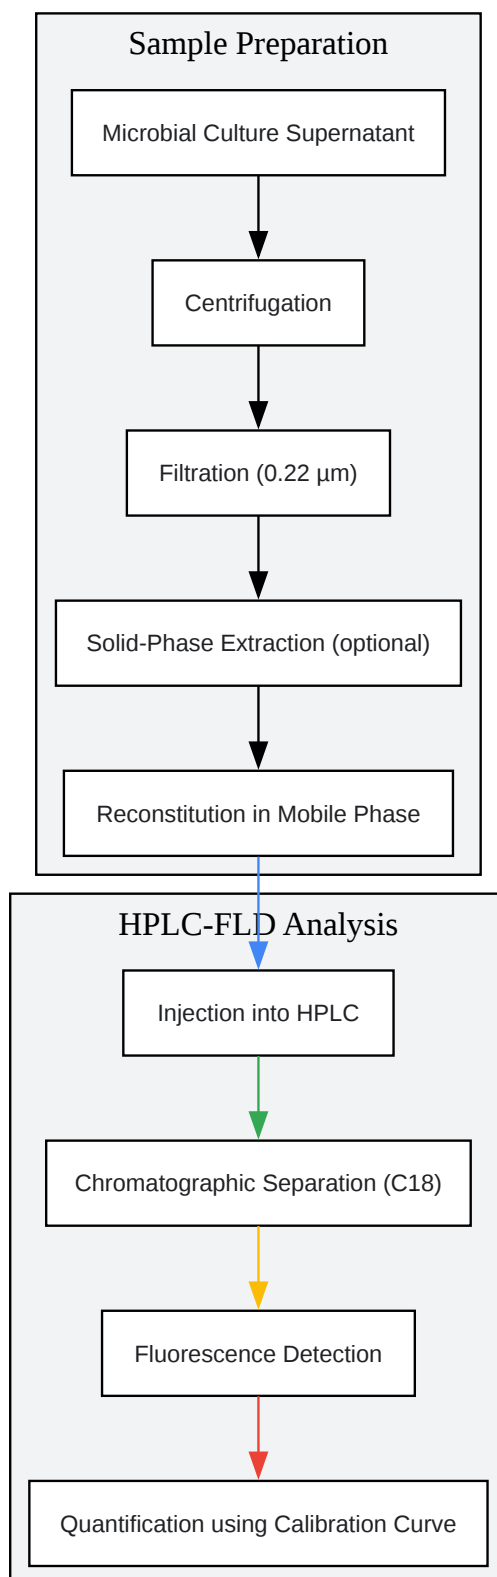 Sample Preparation
Microbial Culture Supernatant
Centrifugation
Filtration (0.22 µm)
Solid-Phase Extraction (optional)
Reconstitution in Mobile Phase
HPLC-FLD Analysis
Injection into HPLC
Chromatographic Separation (C18)
Fluorescence Detection
Quantification using Calibration Curve